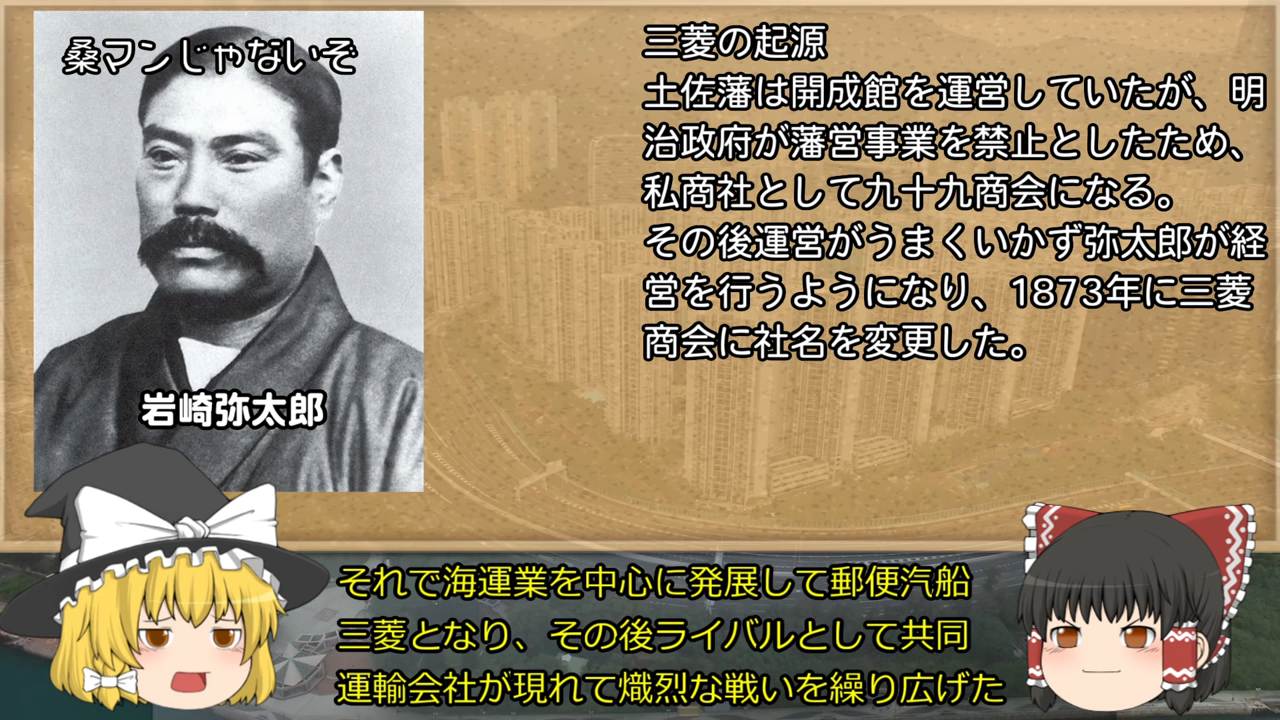 桑マンじゃないぞ
岩崎弥太郎
三菱の起源
土佐藩は開成館を運営していたが、明
治政府が藩営事業を禁止としたため、
私商社として九十九商会になる。
その後運営がうまくいかず弥太郎が経
営を行うようになり、1873年に三菱
商会に社名を変更した。
それで海運業を中心に発展して郵便汽船
三菱となり、その後ライバルとして共同
運輸会社が現れて熾烈な戦いを繰り広げた